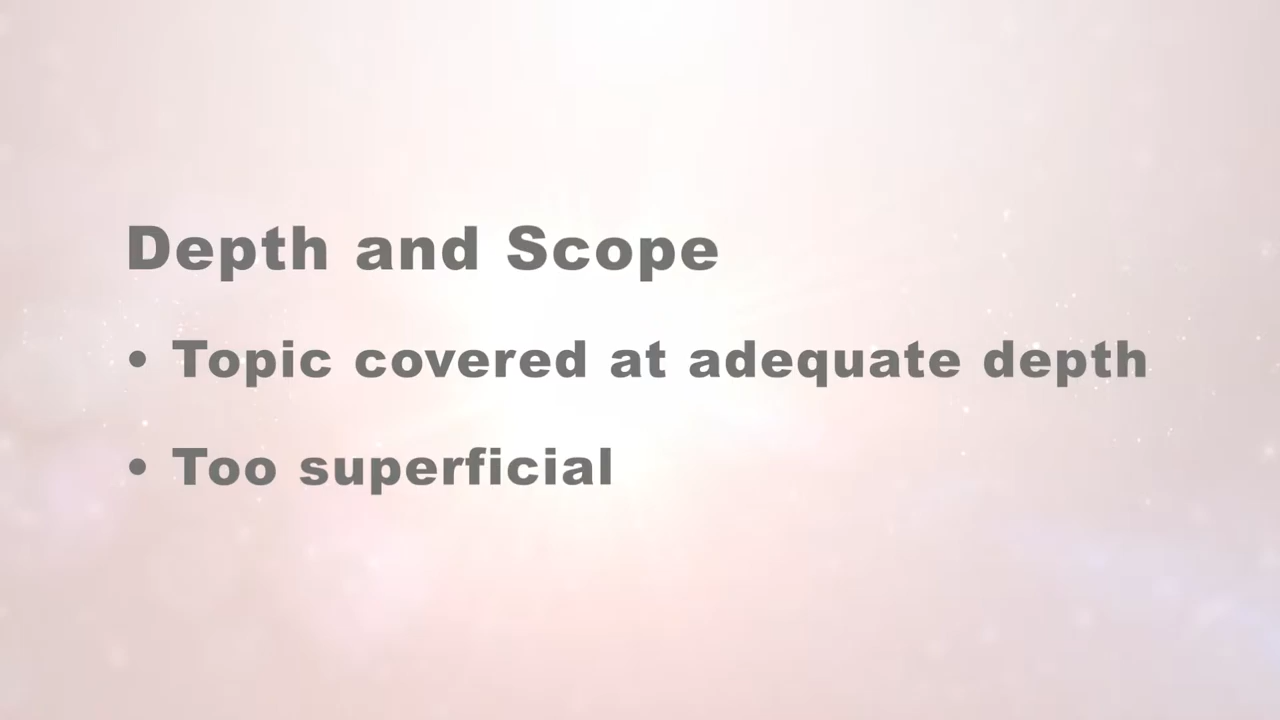 Depth and Scope
• Topic covered at adequate depth
• Too superficial